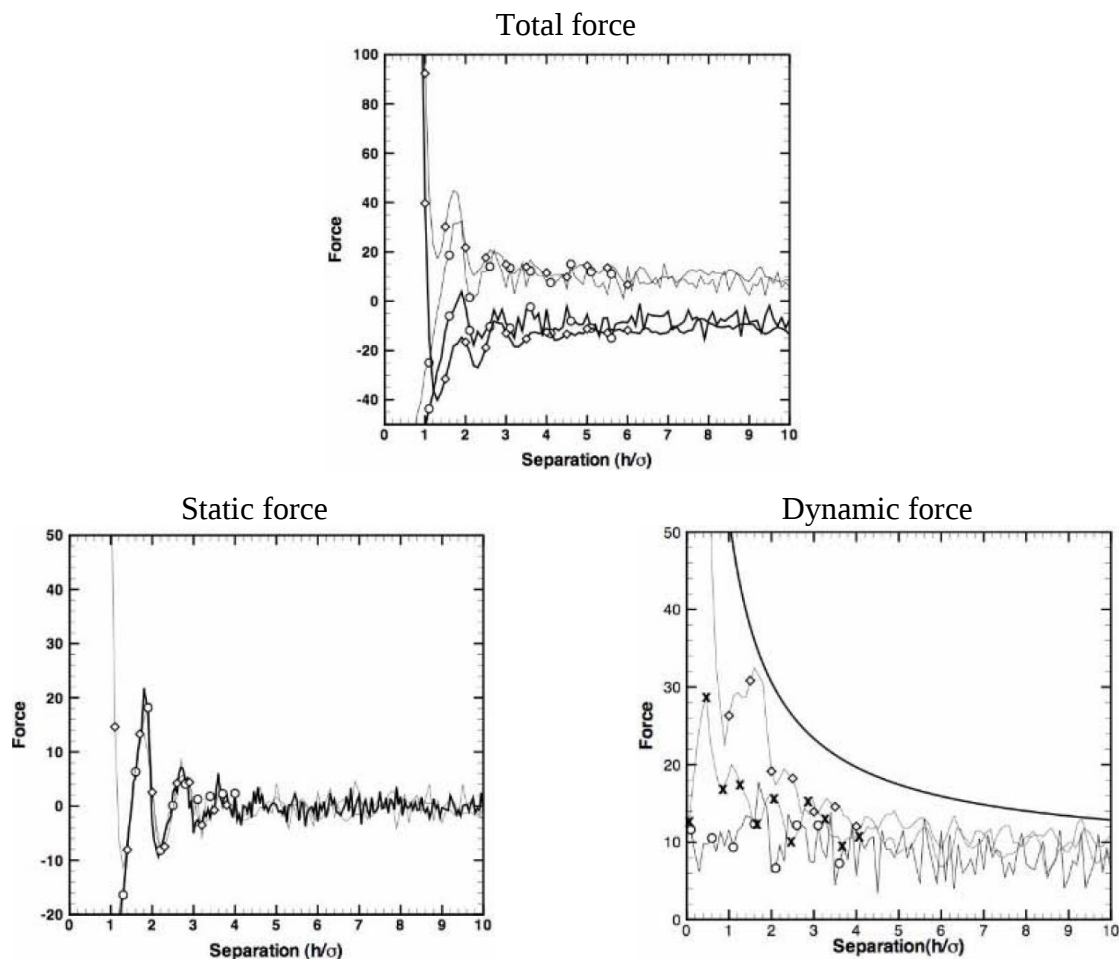 Total force
100
80
60
40
20
0
-20
-40
Force
0 1 2 3 4 5 6 7 8 9 10
Separation (h/σ)
Static force
50
40
30
20
10
0
-10
-20
Force
0 1 2 3 4 5 6 7 8 9 10
Separation (h/σ)
Dynamic force
50
40
30
20
10
0
Force
0 1 2 3 4 5 6 7 8 9 10
Separation(h/σ)